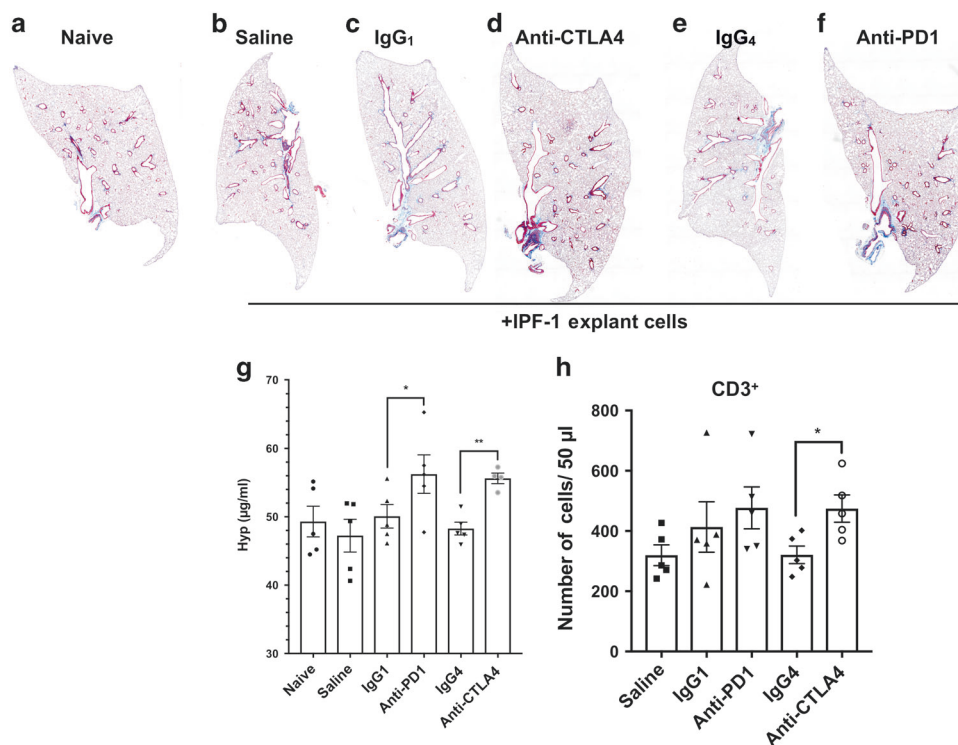 a b c d e f
Naive Saline IgG₁ Anti-CTLA4 IgG₄ Anti-PD1
+IPF-1 explant cells
g
Hyp (µg/ml)
80
70
60
50
40
30
*
**
Naive Saline IgG1 Anti-PD1 IgG4 Anti-CTLA4
h
CD3⁺
Number of cells/ 50 µl
800
600
400
200
0
*
Saline IgG1 Anti-PD1 IgG4 Anti-CTLA4